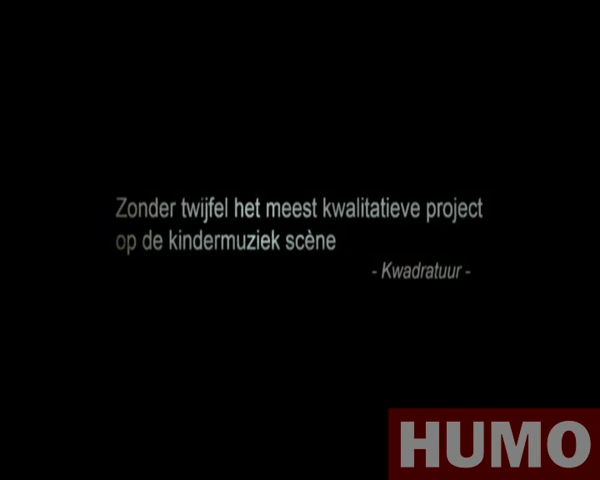 Zonder twijfel het meest kwalitatieve project
op de kindermuziek scène
- Kwadratuur -
HUMO